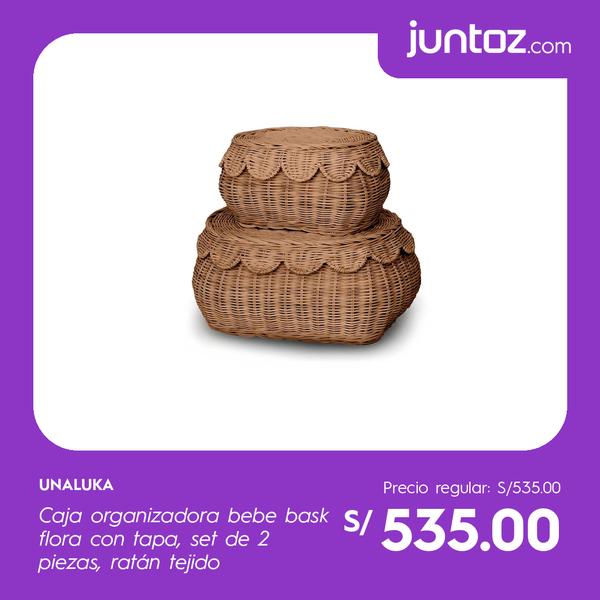 juntoz.com
UNALUKA
Caja organizadora bebe bask
flora con tapa, set de 2
piezas, ratán tejido
Precio regular: S/535.00
S/ 535.00